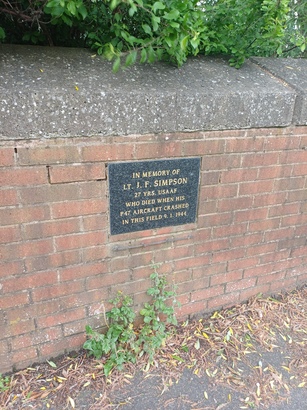 IN MEMORY OF
LT. J. F. SIMPSON
27 YRS. USAAF
WHO DIED WHEN HIS
P47 AIRCRAFT CRASHED
IN THIS FIELD 9. 1. 1944